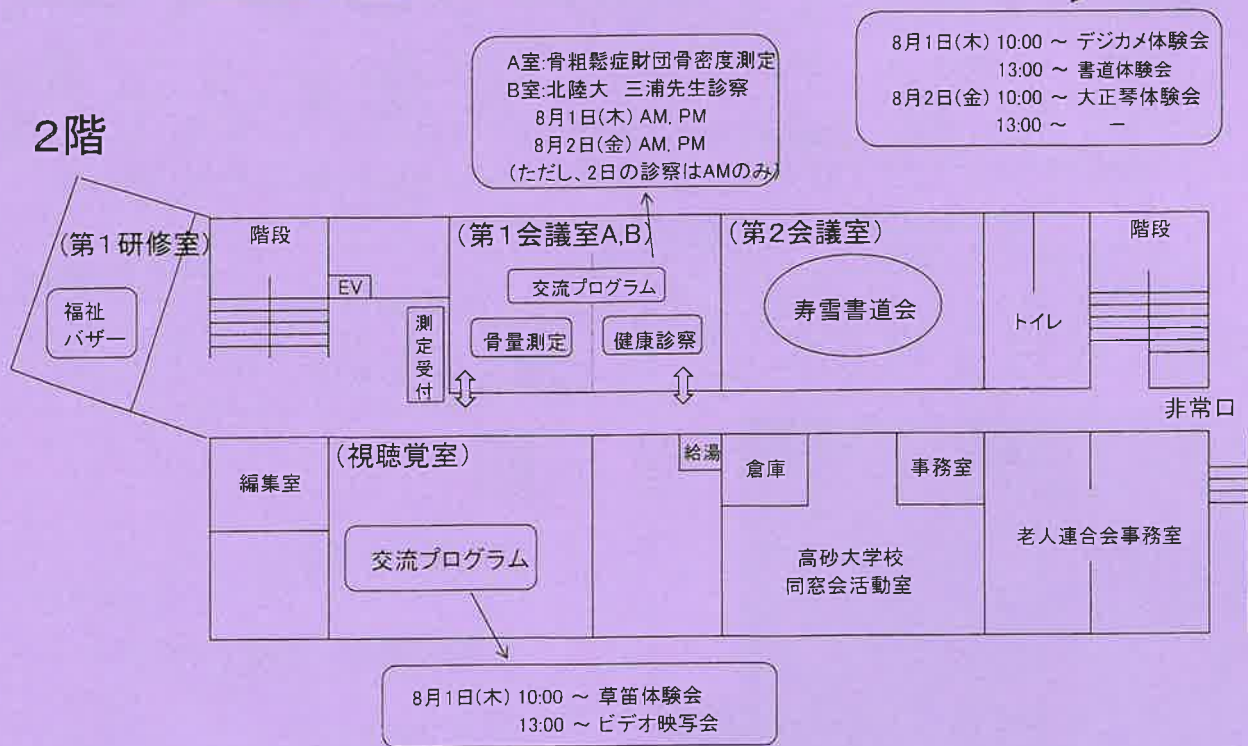 8月1日(木) 10:00 ～ デジカメ体験会
13:00 ～ 書道体験会
8月2日(金) 10:00 ～ 大正琴体験会
13:00 ～ ー
A室:骨粗鬆症財団骨密度測定
B室:北陸大 三浦先生診察
8月1日(木) AM, PM
8月2日(金) AM, PM
(ただし、2日の診察はAMのみ)
2階
(第1研修室)
福祉
バザー
階段
EV
測定受付
(第1会議室A,B)
交流プログラム
骨量測定
健康診察
(第2会議室)
寿雪書道会
トイレ
階段
非常口
編集室
(視聴覚室)
交流プログラム
給湯
倉庫
事務室
高砂大学校
同窓会活動室
老人連合会事務室
8月1日(木) 10:00 ～ 草笛体験会
13:00 ～ ビデオ映写会